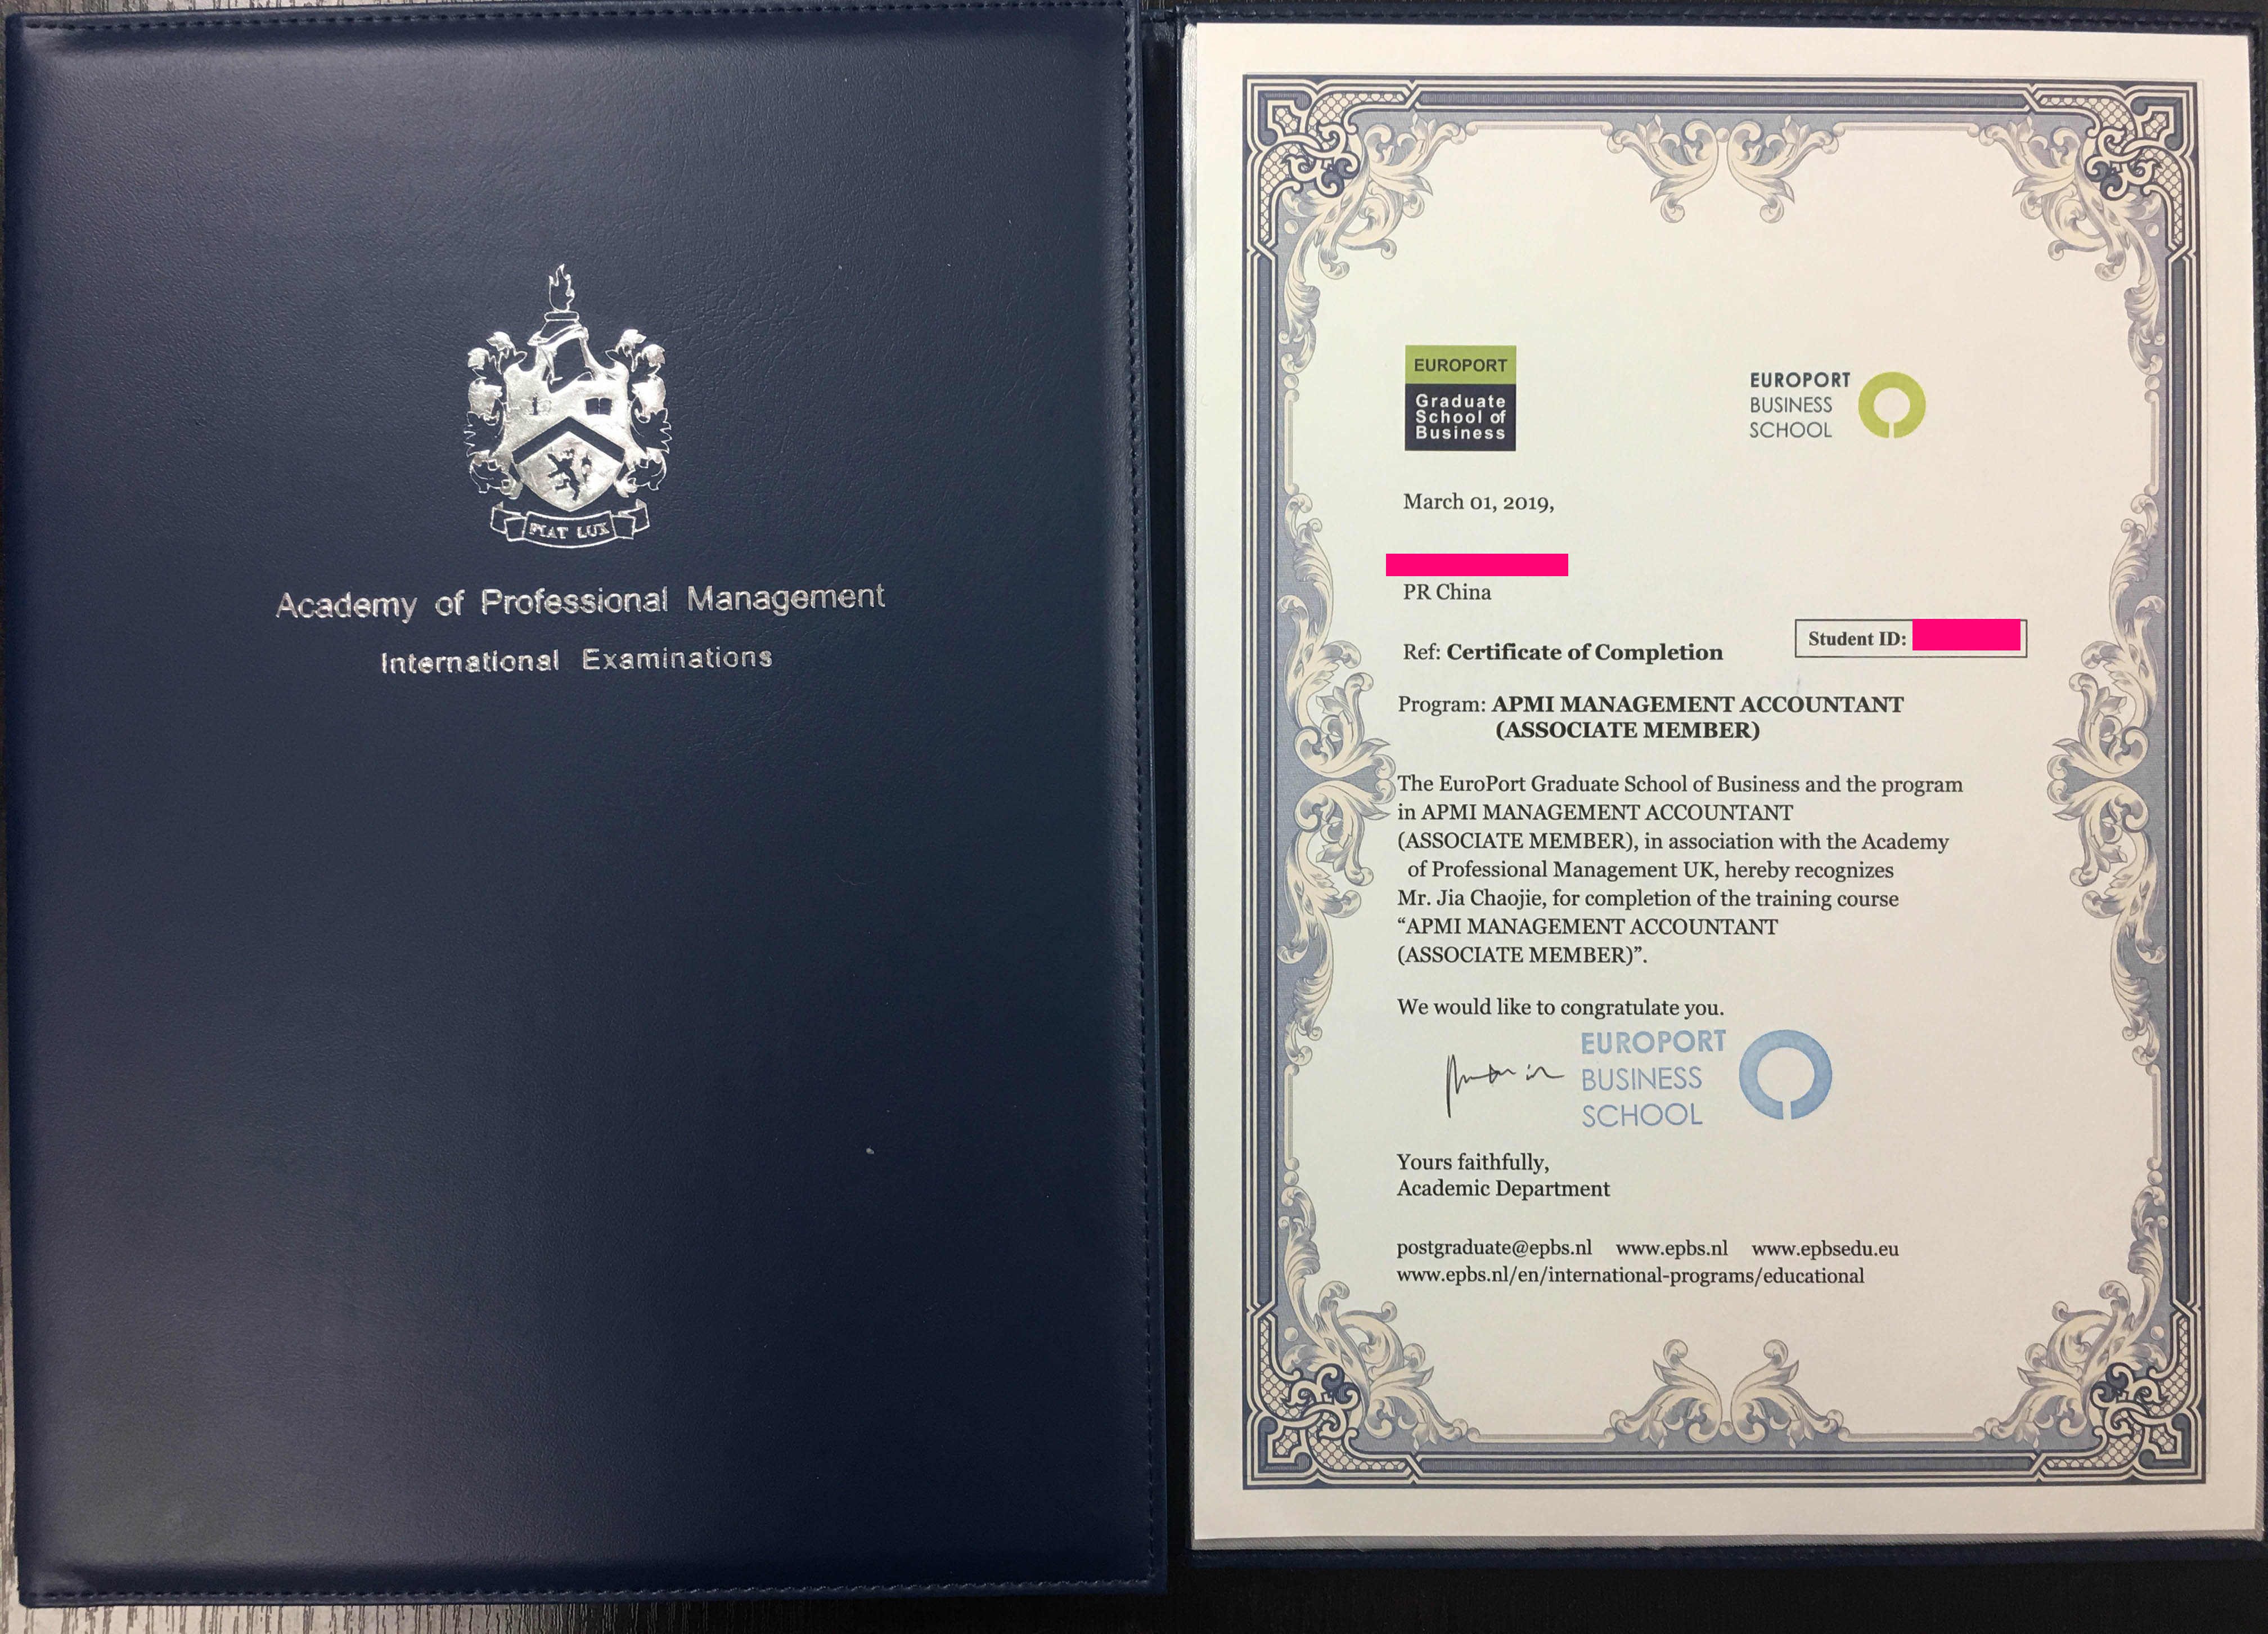 FIAT LUX
Academy of Professional Management
International Examinations
EUROPORT
Graduate
School of
Business
EUROPORT
BUSINESS
SCHOOL
March 01, 2019,
PR China
Student ID:
Ref: Certificate of Completion
Program: APMI MANAGEMENT ACCOUNTANT
(ASSOCIATE MEMBER)
The EuroPort Graduate School of Business and the program
in APMI MANAGEMENT ACCOUNTANT
(ASSOCIATE MEMBER), in association with the Academy
of Professional Management UK, hereby recognizes
Mr. Jia Chaojie, for completion of the training course
“APMI MANAGEMENT ACCOUNTANT
(ASSOCIATE MEMBER)”.
We would like to congratulate you.
EUROPORT
BUSINESS
SCHOOL
Yours faithfully,
Academic Department
postgraduate@epbs.nl www.epbs.nl www.epbsedu.eu
www.epbs.nl/en/international-programs/educational